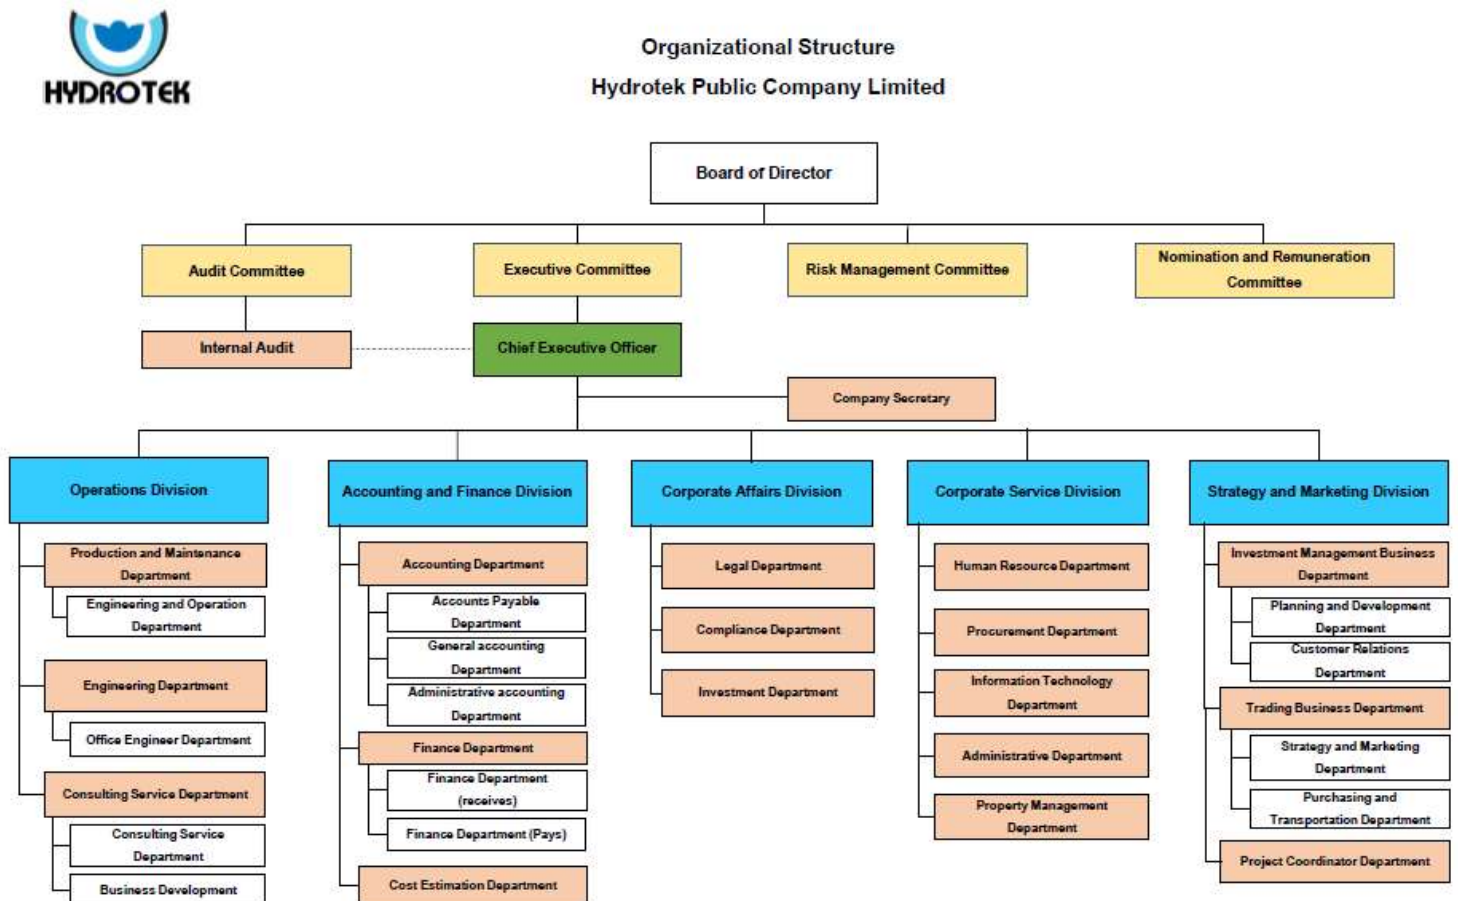 HYDROTEK
Organizational Structure
Hydrotek Public Company Limited
Board of Director
Audit Committee
Executive Committee
Risk Management Committee
Nomination and Remuneration
Committee
Internal Audit
Chief Executive Officer
Company Secretary
Operations Division
Production and Maintenance
Department
Engineering and Operation
Department
Engineering Department
Office Engineer Department
Consulting Service Department
Consulting Service
Department
Business Development
Accounting and Finance Division
Accounting Department
Accounts Payable
Department
General accounting
Department
Administrative accounting
Department
Finance Department
Finance Department
(receives)
Finance Department (Pays)
Cost Estimation Department
Corporate Affairs Division
Legal Department
Compliance Department
Investment Department
Corporate Service Division
Human Resource Department
Procurement Department
Information Technology
Department
Administrative Department
Property Management
Department
Strategy and Marketing Division
Investment Management Business
Department
Planning and Development
Department
Customer Relations
Department
Trading Business Department
Strategy and Marketing
Department
Purchasing and
Transportation Department
Project Coordinator Department